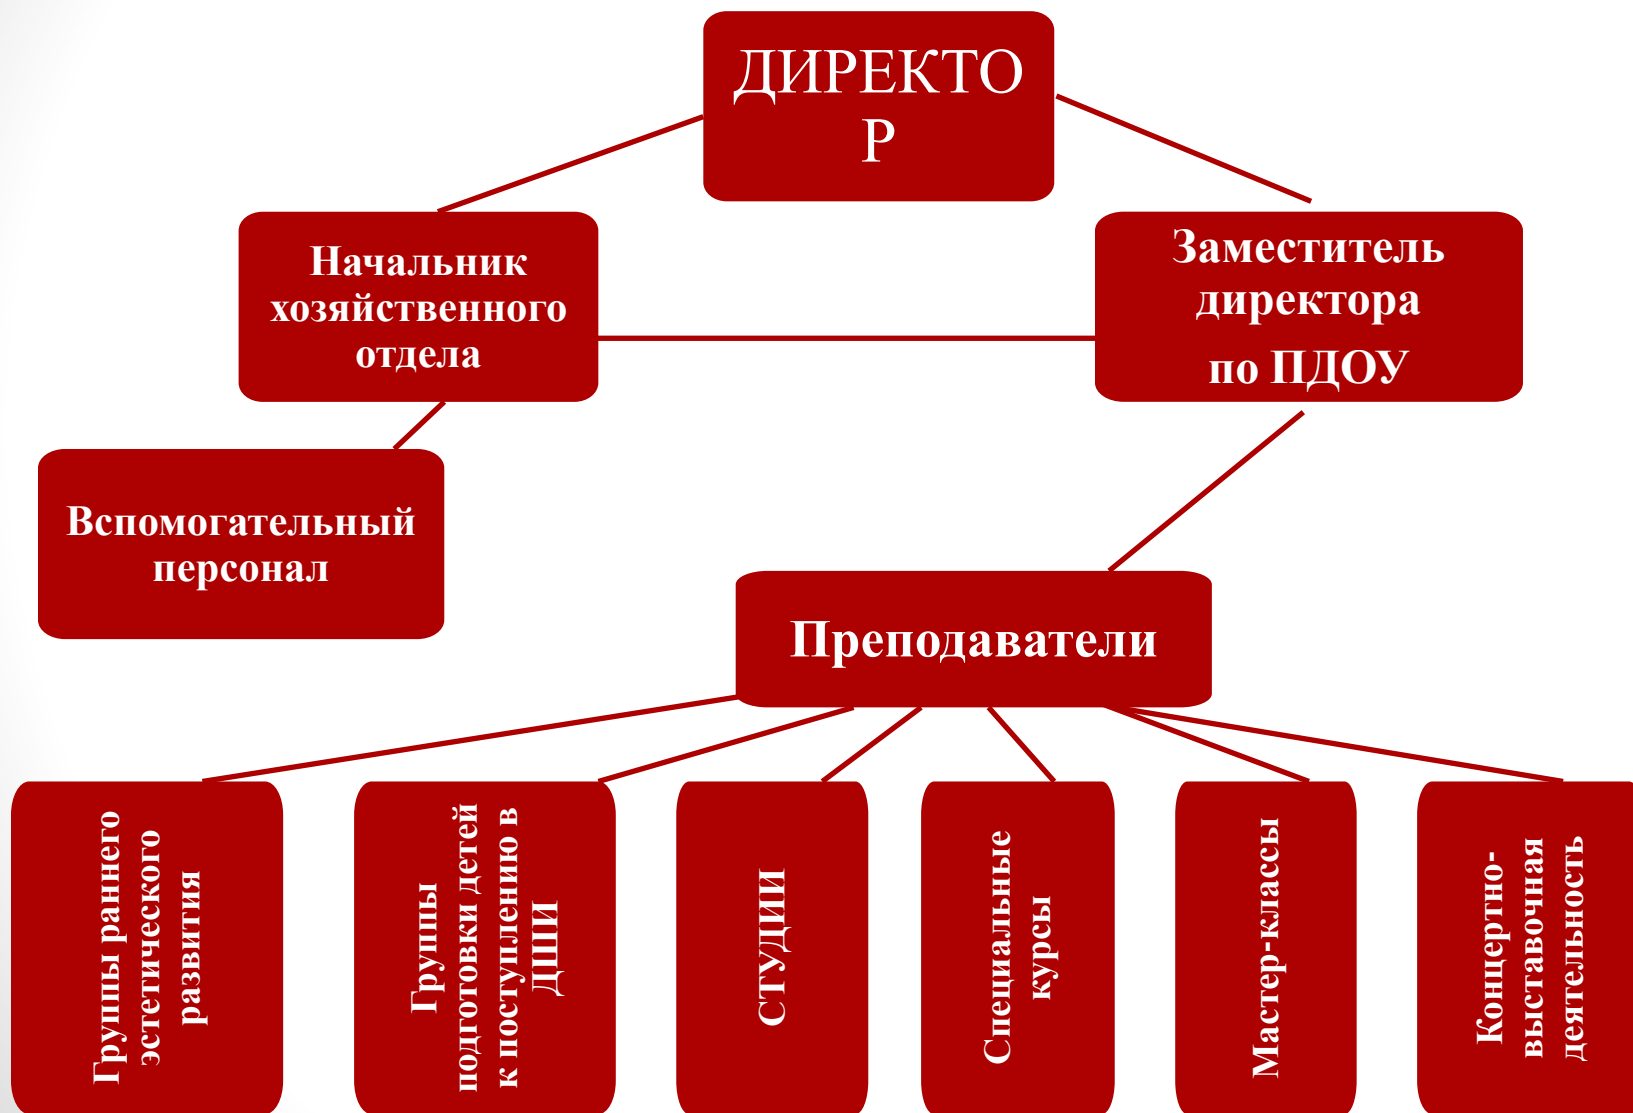 ДИРЕКТО
Р
Начальник
хозяйственного
отдела
Заместитель
директора
по ПДОУ
Вспомогательный
персонал
Преподаватели
Группы раннего
эстетического
развития
Группы
подготовки детей
к поступлению в
ДШИ
СТУДИИ
Специальные
курсы
Мастер-классы
Концертно-
выставочная
деятельность